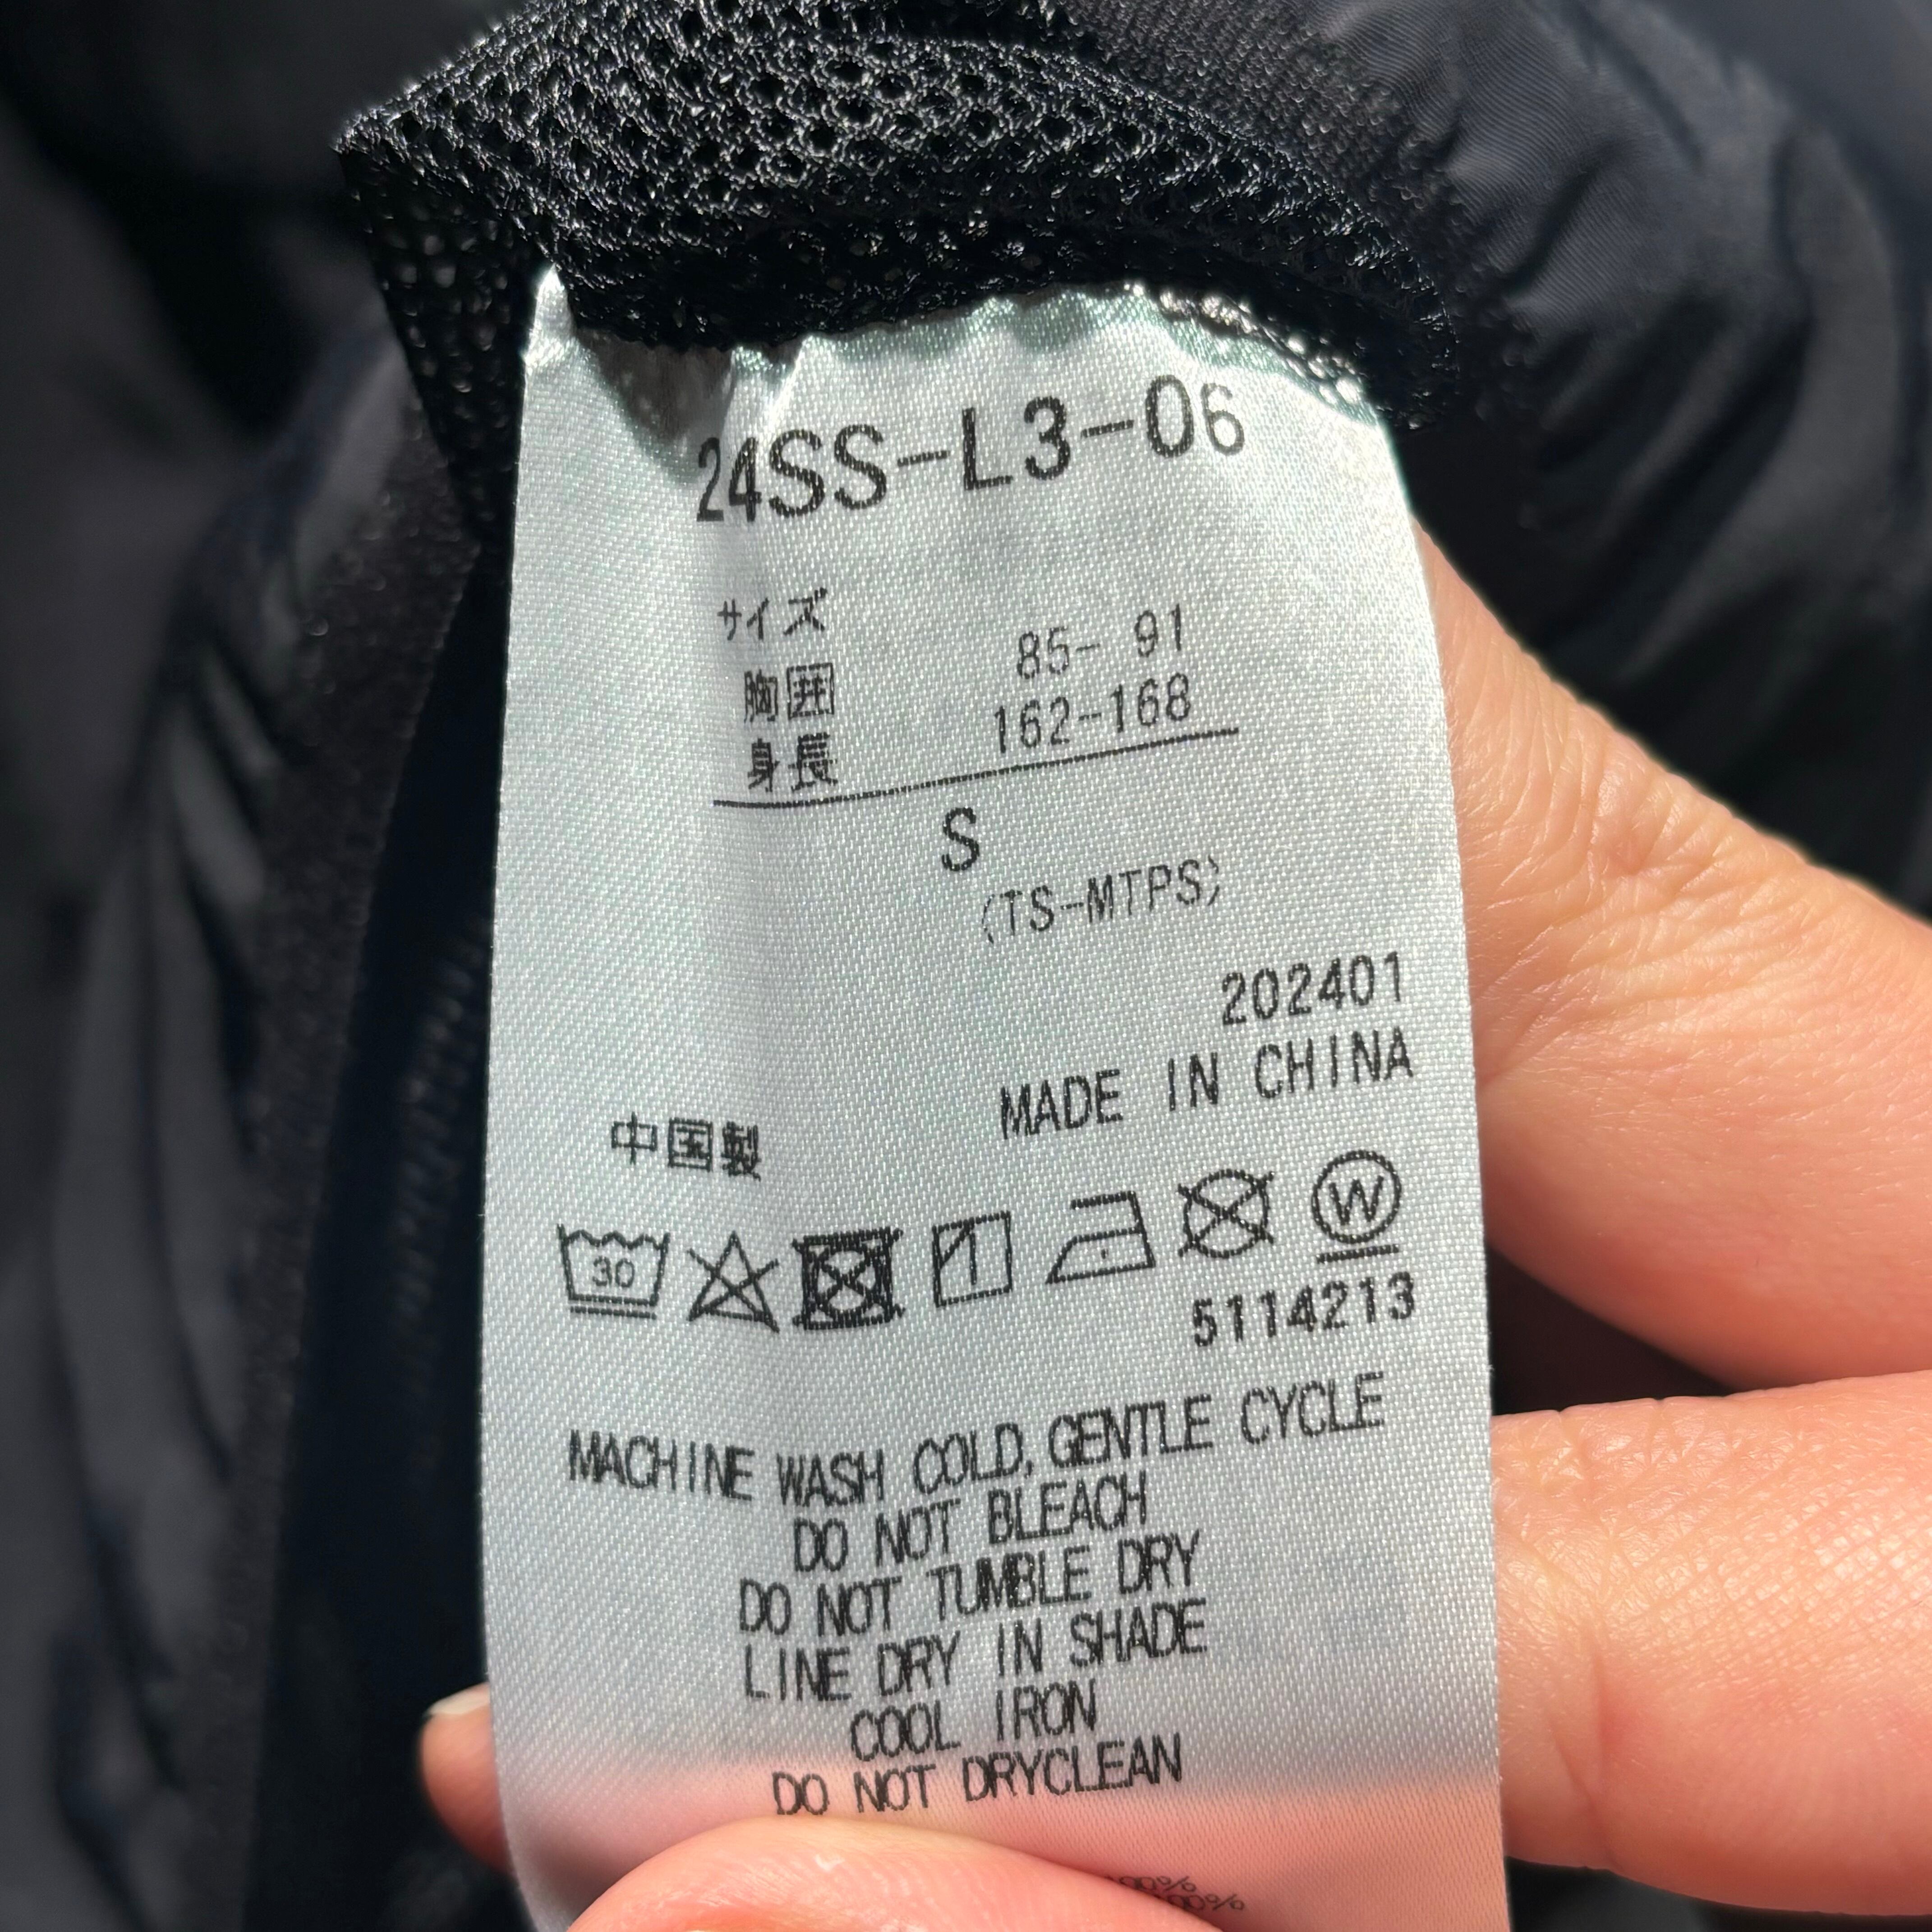 24SS-L3-06
サイズ
胸囲 85- 91
身長 162-168
S
(TS-MTPS)
202401
中国製 MADE IN CHINA
30 W
5114213
MACHINE WASH COLD, GENTLE CYCLE
DO NOT BLEACH
DO NOT TUMBLE DRY
LINE DRY IN SHADE
COOL IRON
DO NOT DRYCLEAN
100%
100%